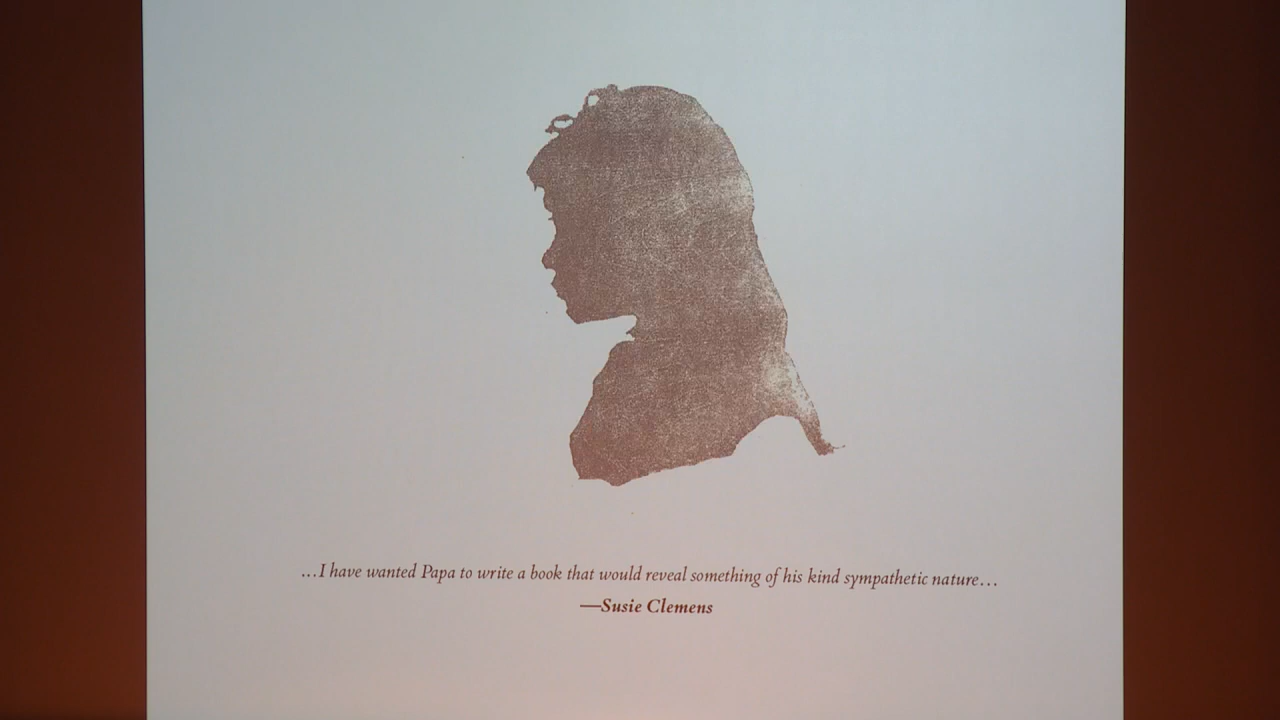 …I have wanted Papa to write a book that would reveal something of his kind sympathetic nature…
—Susie Clemens